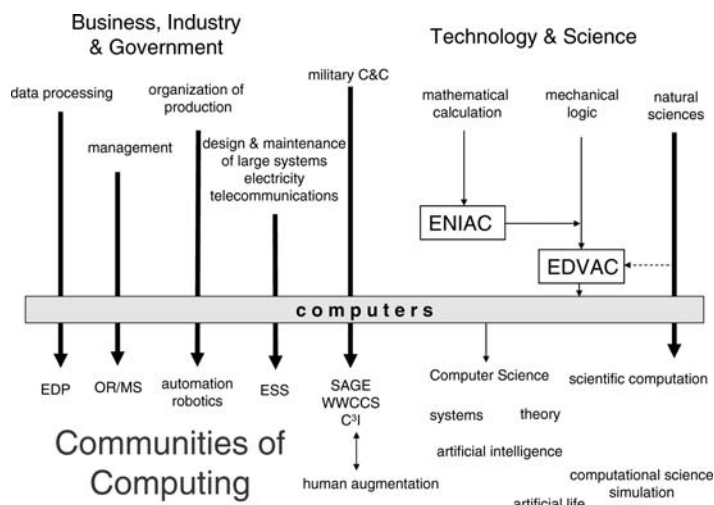 Business, Industry
& Government
Technology & Science
military C&C
data processing
organization of
production
mathematical
calculation
mechanical
logic
natural
sciences
management
design & maintenance
of large systems
electricity
telecommunications
ENIAC
EDVAC
computers
EDP
OR/MS
automation
robotics
ESS
SAGE
WWCCS
C³I
Computer Science
scientific computation
systems
theory
artificial intelligence
Communities of
Computing
human augmentation
computational science
simulation
artificial life